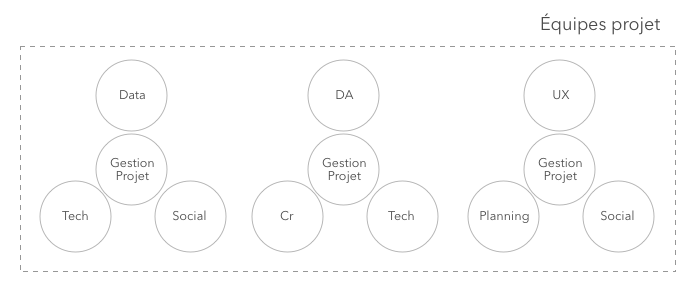 Équipes projet
Data
DA
UX
Gestion
Projet
Gestion
Projet
Gestion
Projet
Tech
Social
Cr
Tech
Planning
Social